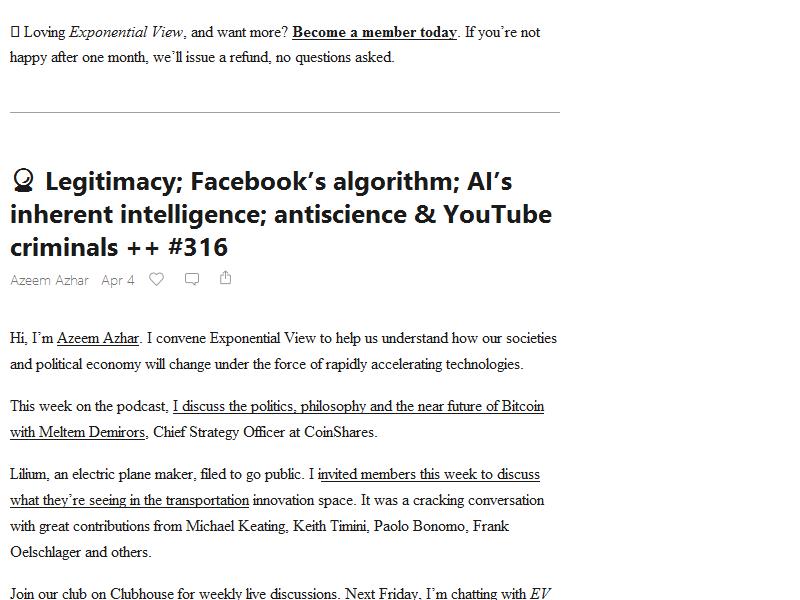 Loving Exponential View, and want more? Become a member today. If you’re not
happy after one month, we’ll issue a refund, no questions asked.
Legitimacy; Facebook’s algorithm; AI’s
inherent intelligence; antiscience & YouTube
criminals ++ #316
Azeem Azhar Apr 4
Hi, I’m Azeem Azhar. I convene Exponential View to help us understand how our societies
and political economy will change under the force of rapidly accelerating technologies.
This week on the podcast, I discuss the politics, philosophy and the near future of Bitcoin
with Meltem Demirors, Chief Strategy Officer at CoinShares.
Lilium, an electric plane maker, filed to go public. I invited members this week to discuss
what they’re seeing in the transportation innovation space. It was a cracking conversation
with great contributions from Michael Keating, Keith Timini, Paolo Bonomo, Frank
Oelschlager and others.
Join our club on Clubhouse for weekly live discussions. Next Friday, I’m chatting with EV